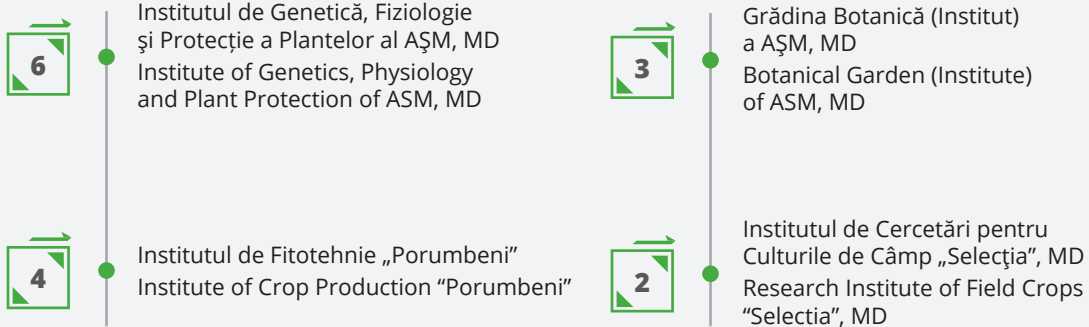 6
Institutul de Genetică, Fiziologie
și Protecție a Plantelor al AŞM, MD
Institute of Genetics, Physiology
and Plant Protection of ASM, MD
4
Institutul de Fitotehnie „Porumbeni”
Institute of Crop Production “Porumbeni”
3
Grădina Botanică (Institut)
a AŞM, MD
Botanical Garden (Institute)
of ASM, MD
2
Institutul de Cercetări pentru
Culturile de Câmp „Selecţia”, MD
Research Institute of Field Crops
“Selectia”, MD